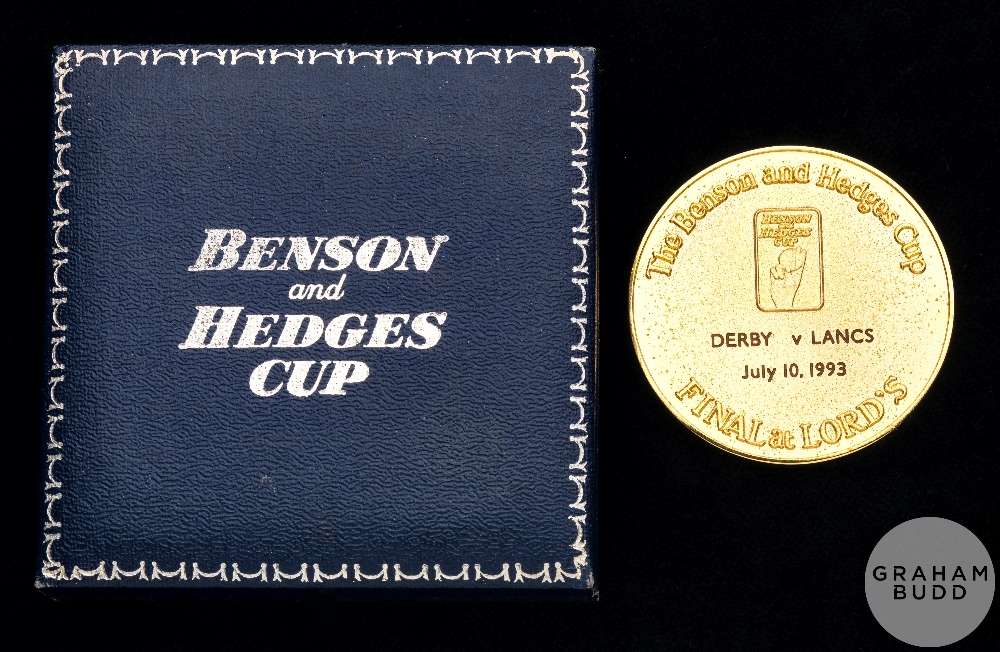 BENSON
and
HEDGES
CUP
The Benson and Hedges Cup
BENSON
and
HEDGES
CUP
DERBY v LANCS
July 10, 1993
FINAL at LORD'S
GRAHAM
BUDD